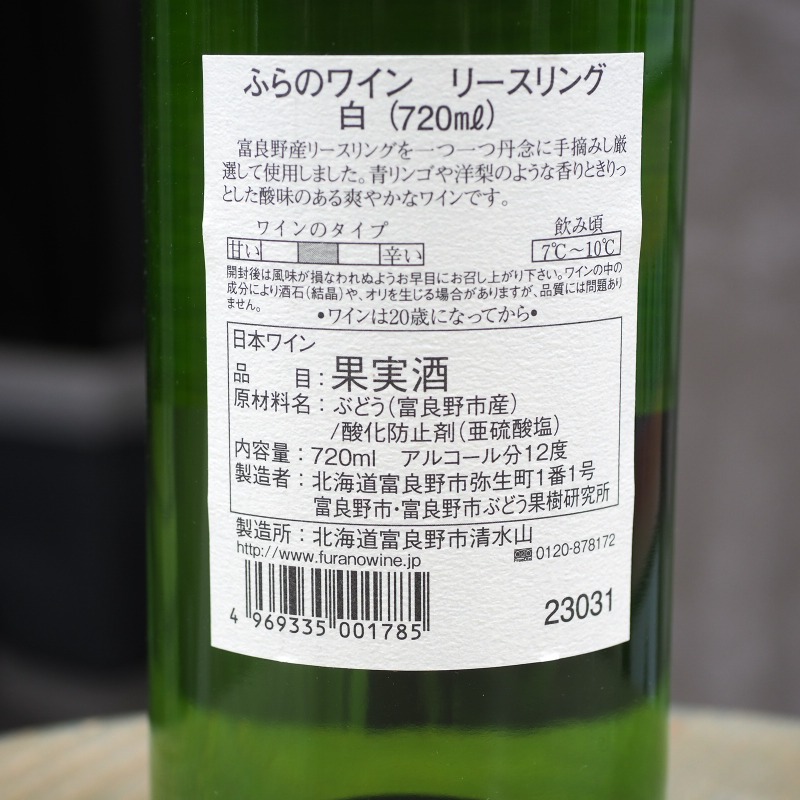 ふらのワイン リースリング
白 (720㎖)
富良野産リースリングを一つ一つ丹念に手摘みし厳
選して使用しました。青リンゴや洋梨のような香りときりっ
とした酸味のある爽やかなワインです。
ワインのタイプ 飲み頃
甘い 辛い 7℃〜10℃
開封後は風味が損なわれぬようお早目にお召し上がり下さい。ワインの中の
成分により酒石(結晶)や、オリを生じる場合がありますが、品質には問題あり
ません。
•ワインは20歳になってから•
日本ワイン
品 目：果実酒
原材料名：ぶどう(富良野市産)
/酸化防止剤(亜硫酸塩)
内容量：720ml アルコール分12度
製造者：北海道富良野市弥生町1番1号
富良野市・富良野市ぶどう果樹研究所
製造所：北海道富良野市清水山
http://www.furanowine.jp 0120-878172
4 969335 001785
23031